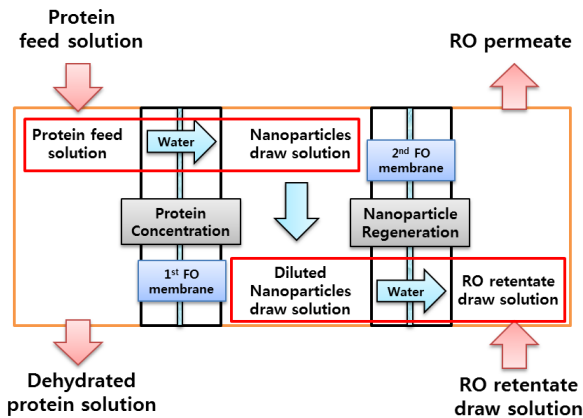 Protein
feed solution
RO permeate
Protein feed
solution
Water
Nanoparticles
draw solution
2nd FO
membrane
Protein
Concentration
Nanoparticle
Regeneration
1st FO
membrane
Diluted
Nanoparticles
draw solution
Water
RO retentate
draw solution
Dehydrated
protein solution
RO retentate
draw solution